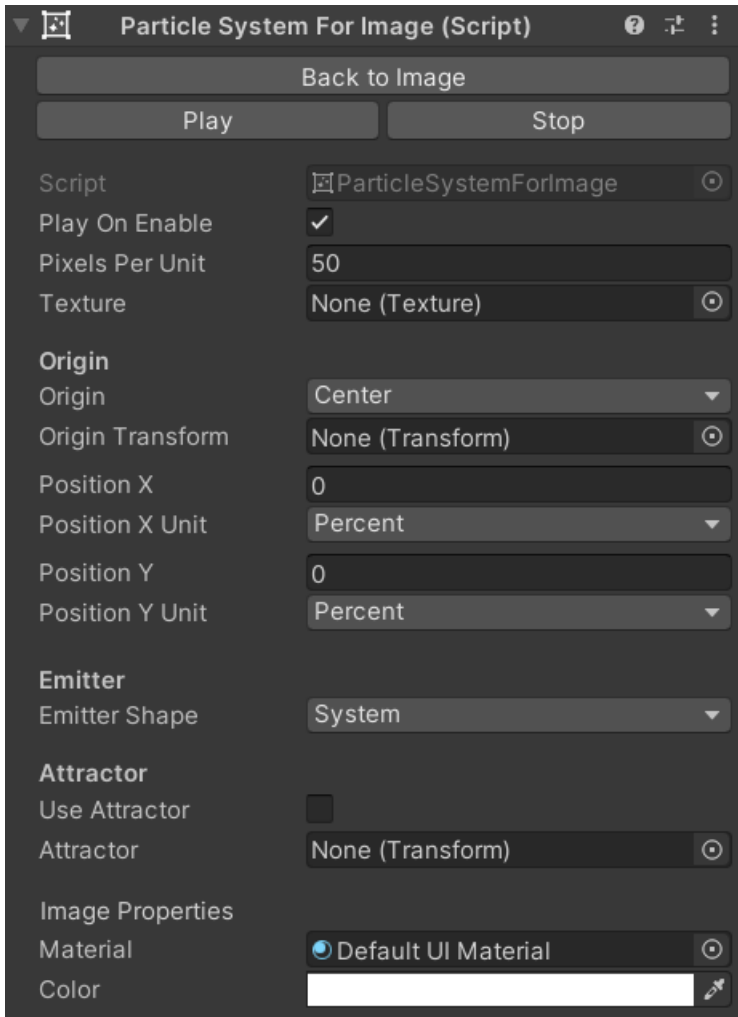 Particle System For Image (Script)
Back to Image
Play Stop
Script ParticleSystemForImage
Play On Enable
Pixels Per Unit 50
Texture None (Texture)
Origin
Origin Center
Origin Transform None (Transform)
Position X 0
Position X Unit Percent
Position Y 0
Position Y Unit Percent
Emitter
Emitter Shape System
Attractor
Use Attractor
Attractor None (Transform)
Image Properties
Material Default UI Material
Color